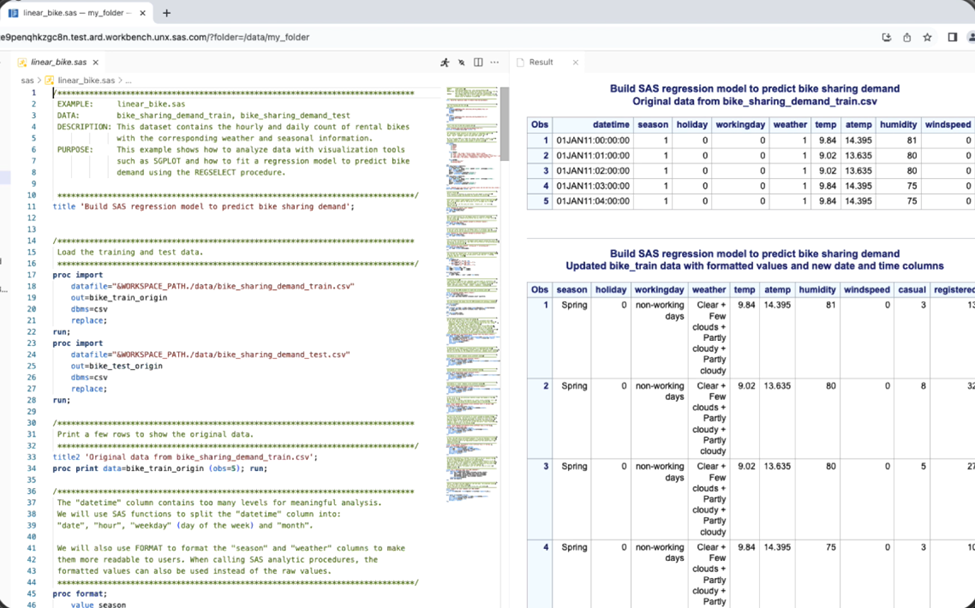 linear_bike.sas — my_folder –
e9penqhkzgc8n.test.ard.workbench.unx.sas.com/?folder=/data/my_folder
linear_bike.sas
sas > linear_bike.sas > ...
1 /****************************************************************************************
2 EXAMPLE: linear_bike.sas
3 DATA: bike_sharing_demand_train, bike_sharing_demand_test
4 DESCRIPTION: This dataset contains the hourly and daily count of rental bikes
5 with the corresponding weather and seasonal information.
6 PURPOSE: This example shows how to analyze data with visualization tools
7 such as SGPLOT and how to fit a regression model to predict bike
8 demand using the REGSELECT procedure.
9
10 ****************************************************************************************/
11 title 'Build SAS regression model to predict bike sharing demand';
12
13
14 /****************************************************************************************
15 Load the training and test data.
16 ****************************************************************************************/
17 proc import
18 datafile="&WORKSPACE_PATH./data/bike_sharing_demand_train.csv"
19 out=bike_train_origin
20 dbms=csv
21 replace;
22 run;
23 proc import
24 datafile="&WORKSPACE_PATH./data/bike_sharing_demand_test.csv"
25 out=bike_test_origin
26 dbms=csv
27 replace;
28 run;
29
30 /****************************************************************************************
31 Print a few rows to show the original data.
32 ****************************************************************************************/
33 title2 'Original data from bike_sharing_demand_train.csv';
34 proc print data=bike_train_origin (obs=5); run;
35
36 /****************************************************************************************
37 The "datetime" column contains too many levels for meaningful analysis.
38 We will use SAS functions to split the "datetime" column into:
39 "date", "hour", "weekday" (day of the week) and "month".
40
41 We will also use FORMAT to format the "season" and "weather" columns to make
42 them more readable to users. When calling SAS analytic procedures, the
43 formatted values can also be used instead of the raw values.
44 ****************************************************************************************/
45 proc format;
46 value season
Result
Build SAS regression model to predict bike sharing demand
Original data from bike_sharing_demand_train.csv
Obs datetime season holiday workingday weather temp atemp humidity windspeed
1 01JAN11:00:00:00 1 0 0 1 9.84 14.395 81 0
2 01JAN11:01:00:00 1 0 0 1 9.02 13.635 80 0
3 01JAN11:02:00:00 1 0 0 1 9.02 13.635 80 0
4 01JAN11:03:00:00 1 0 0 1 9.84 14.395 75 0
5 01JAN11:04:00:00 1 0 0 1 9.84 14.395 75 0
Build SAS regression model to predict bike sharing demand
Updated bike_train data with formatted values and new date and time columns
Obs season holiday workingday weather temp atemp humidity windspeed casual registered
1 Spring 0 non-working Clear + 9.84 14.395 81 0 3 13
days Few
clouds +
Partly
cloudy +
Partly
cloudy
2 Spring 0 non-working Clear + 9.02 13.635 80 0 8 32
days Few
clouds +
Partly
cloudy +
Partly
cloudy
3 Spring 0 non-working Clear + 9.02 13.635 80 0 5 27
days Few
clouds +
Partly
cloudy +
Partly
cloudy
4 Spring 0 non-working Clear + 9.84 14.395 75 0 3 10
days Few
clouds +
Partly
cloudy +
Partly